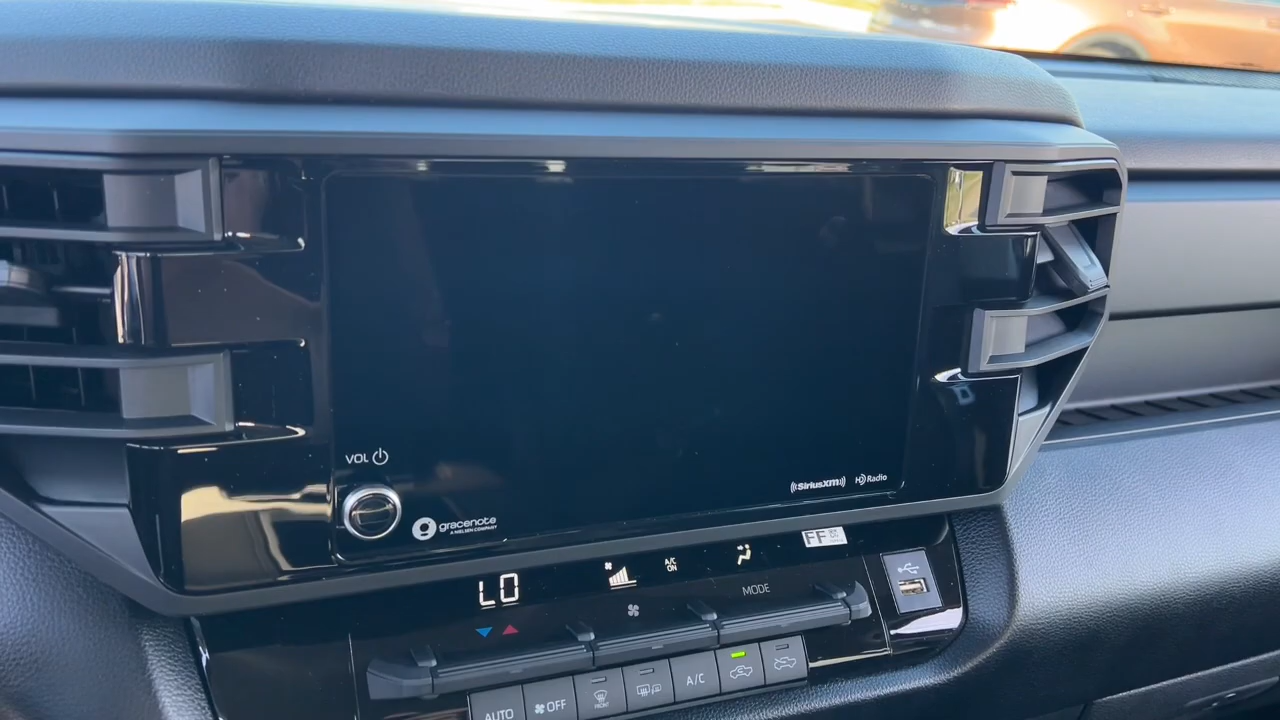 VOL
gracenote
A NIELSEN COMPANY
SiriusXM
HD Radio
LO
A/C
ON
FF
MODE
AUTO
OFF
FRONT
A/C